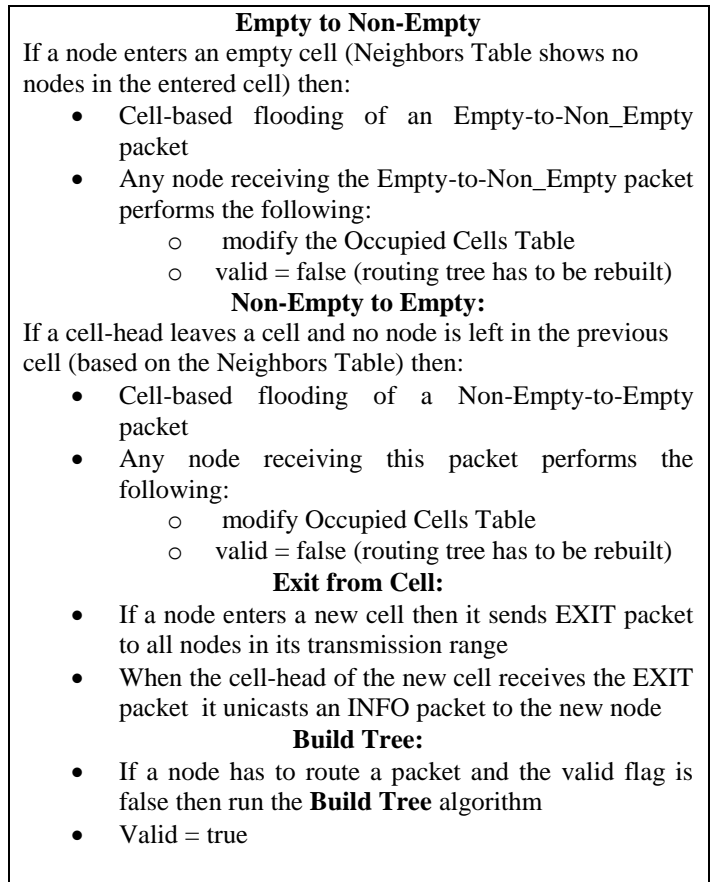 Empty to Non-Empty
If a node enters an empty cell (Neighbors Table shows no
nodes in the entered cell) then:
• Cell-based flooding of an Empty-to-Non_Empty
packet
• Any node receiving the Empty-to-Non_Empty packet
performs the following:
o modify the Occupied Cells Table
o valid = false (routing tree has to be rebuilt)
Non-Empty to Empty:
If a cell-head leaves a cell and no node is left in the previous
cell (based on the Neighbors Table) then:
• Cell-based flooding of a Non-Empty-to-Empty
packet
• Any node receiving this packet performs the
following:
o modify Occupied Cells Table
o valid = false (routing tree has to be rebuilt)
Exit from Cell:
• If a node enters a new cell then it sends EXIT packet
to all nodes in its transmission range
• When the cell-head of the new cell receives the EXIT
packet it unicasts an INFO packet to the new node
Build Tree:
• If a node has to route a packet and the valid flag is
false then run the Build Tree algorithm
• Valid = true